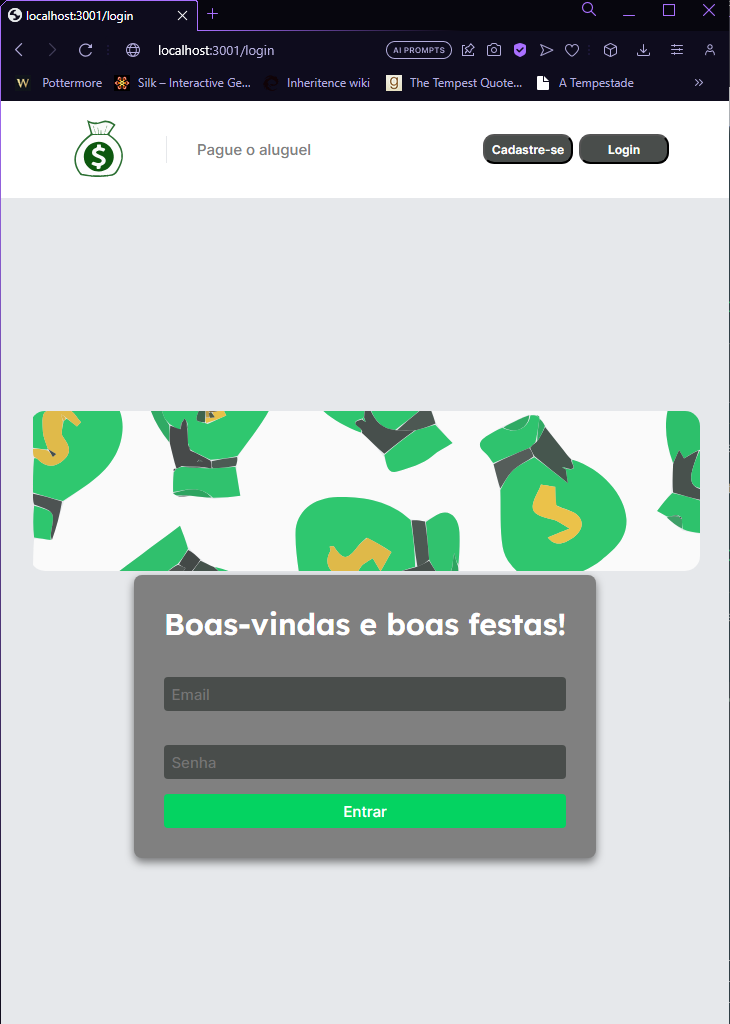 localhost:3001/login
localhost:3001/login
AI PROMPTS
W Pottermore
Silk – Interactive Ge...
Inheritence wiki
g The Tempest Quote...
A Tempestade
$
Pague o aluguel
Cadastre-se
Login
Boas-vindas e boas festas!
Email
Senha
Entrar